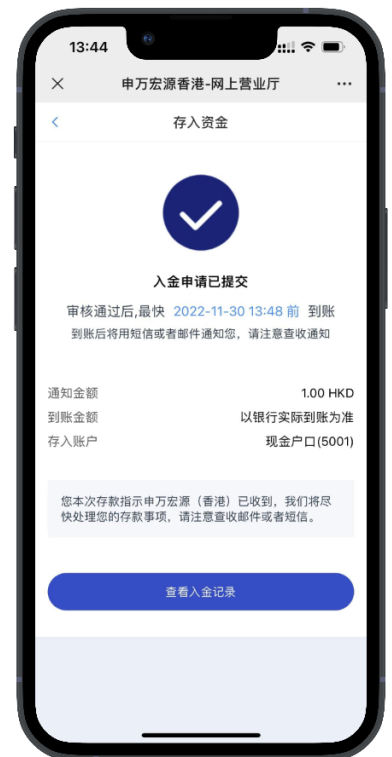 13:44
申万宏源香港-网上营业厅
存入资金
入金申请已提交
审核通过后,最快 2022-11-30 13:48 前 到账
到账后将用短信或者邮件通知您，请注意查收通知
通知金额 1.00 HKD
到账金额 以银行实际到账为准
存入账户 现金户口(5001)
您本次存款指示申万宏源（香港）已收到，我们将尽
快处理您的存款事项，请注意查收邮件或者短信。
查看入金记录